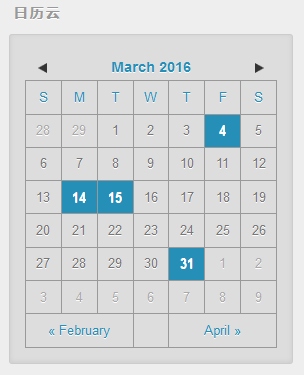 日历云
◀ March 2016 ▶
S M T W T F S
28 29 1 2 3 4 5
6 7 8 9 10 11 12
13 14 15 16 17 18 19
20 21 22 23 24 25 26
27 28 29 30 31 1 2
3 4 5 6 7 8 9
« February April »